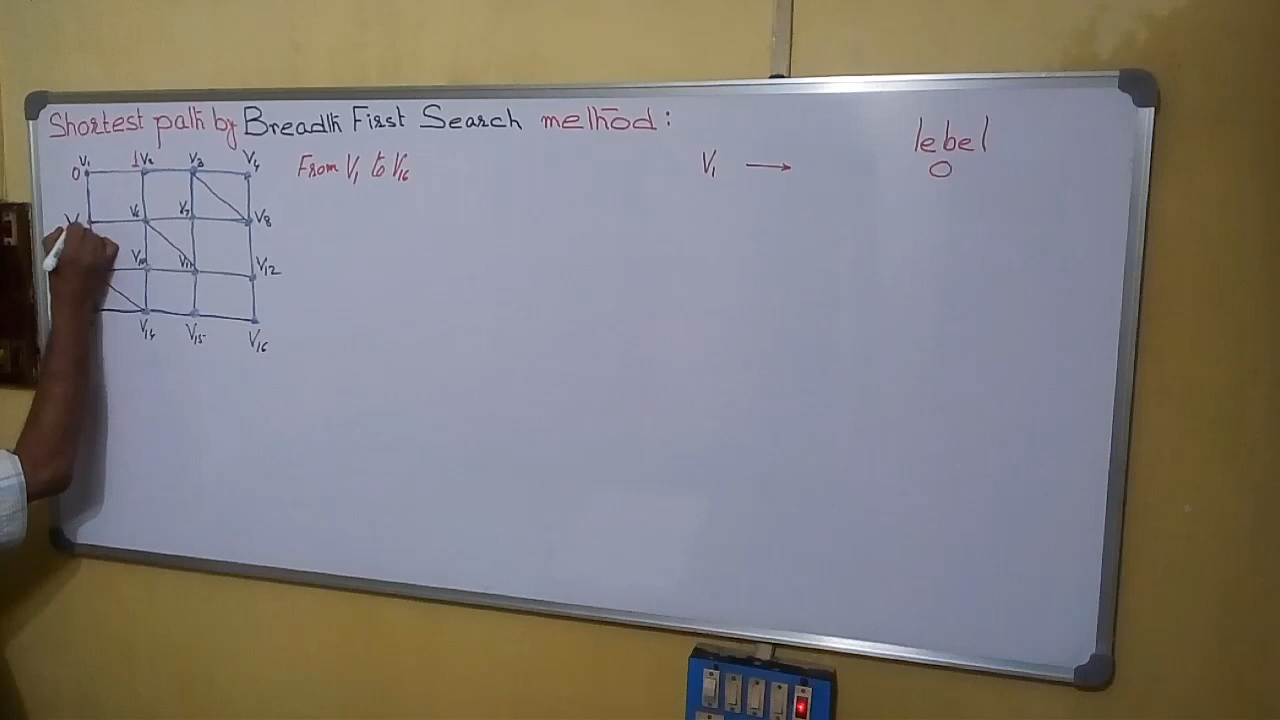 Shortest path by Breadth First Search method:
lebel
0 V1 1 V2 V3 V4 From V1 to V16 V1 → 0
V6 V7 V8
V10 V11 V12
V14 V15 V16